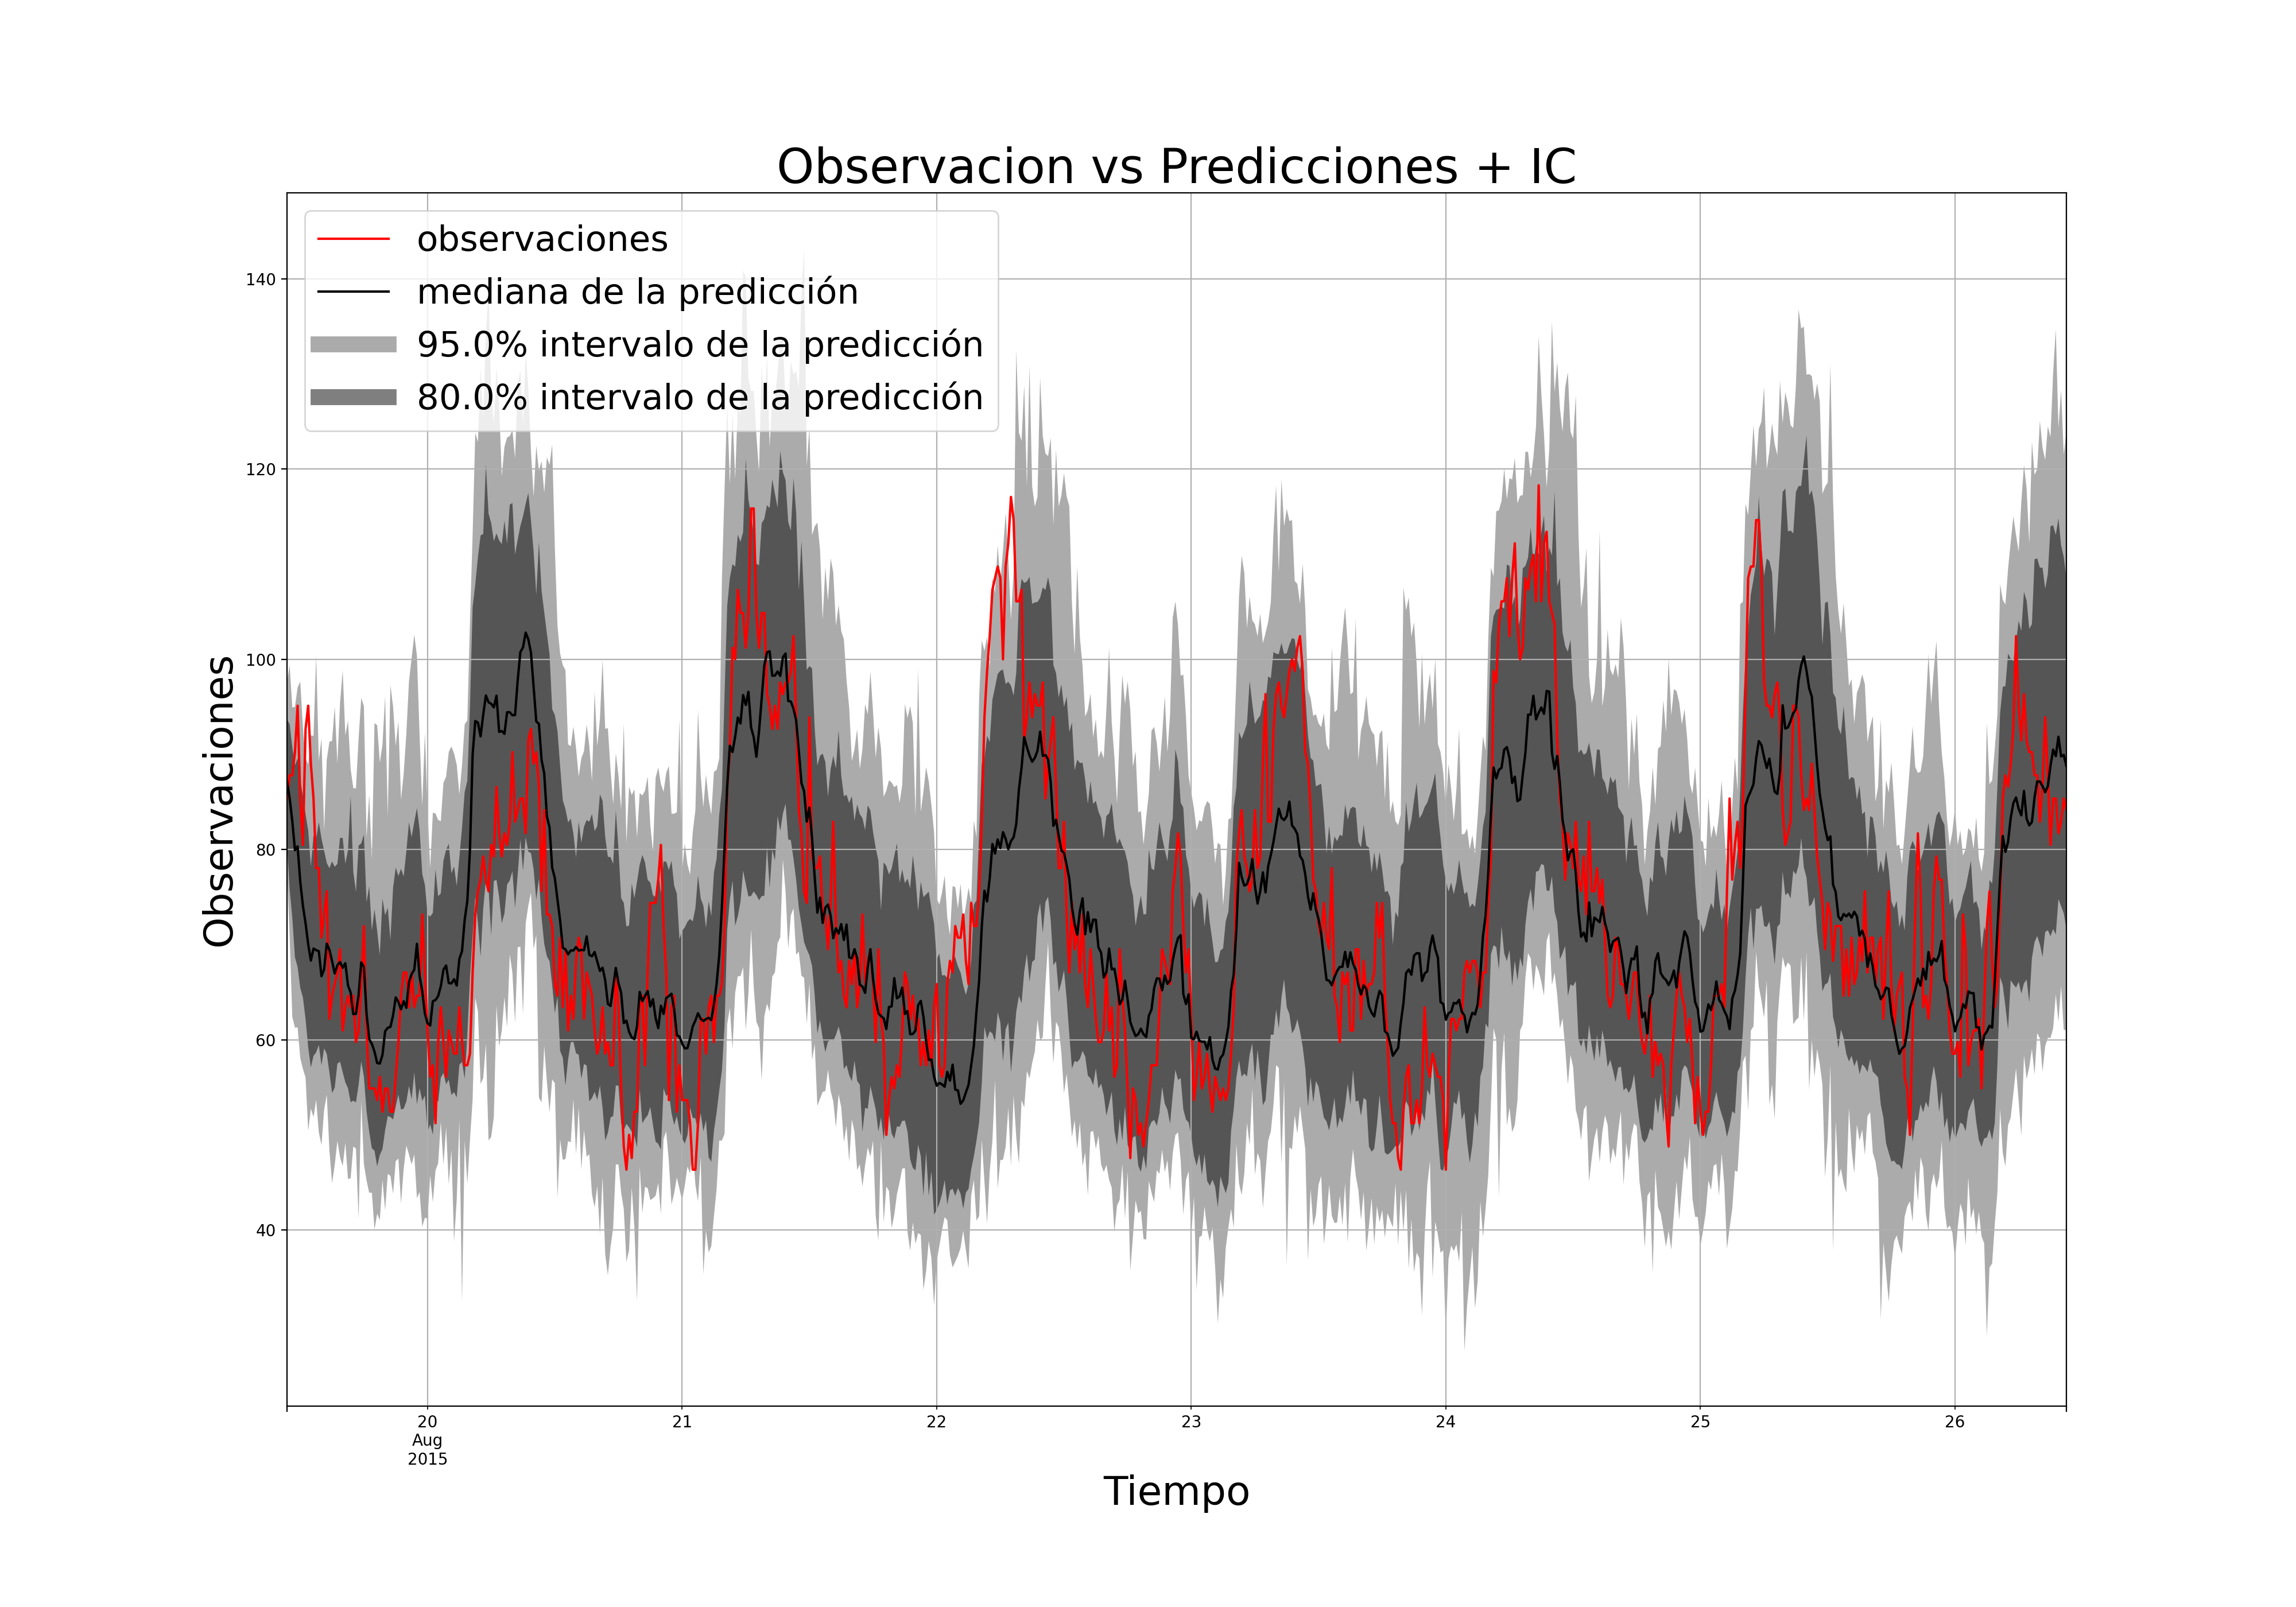 Observacion vs Predicciones + IC
observaciones
mediana de la predicción
95.0% intervalo de la predicción
80.0% intervalo de la predicción
Observaciones
140
120
100
80
60
40
20 21 22 23 24 25 26
Aug
2015
Tiempo